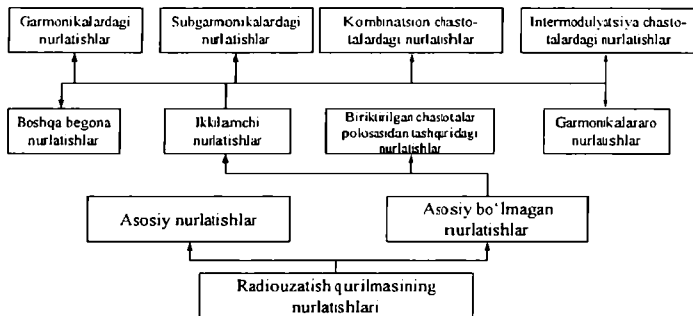 Garmonikalardagi
nurlatishlar
Subgarmonikalardagi
nurlatishlar
Kombinatsion chasto-
talardagi nurlatishlar
Intermodulyatsiya chasto-
talardagi nurlatishlar
Boshqa begona
nurlatishlar
Ikkilamchi
nurlatishlar
Biriktirilgan chastotalar
polosasidan tashqaridagi
nurlatishlar
Garmonikalararo
nurlatishlar
Asosiy nurlatishlar
Asosiy bo‘lmagan
nurlatishlar
Radiouzatish qurilmasining
nurlatishlari